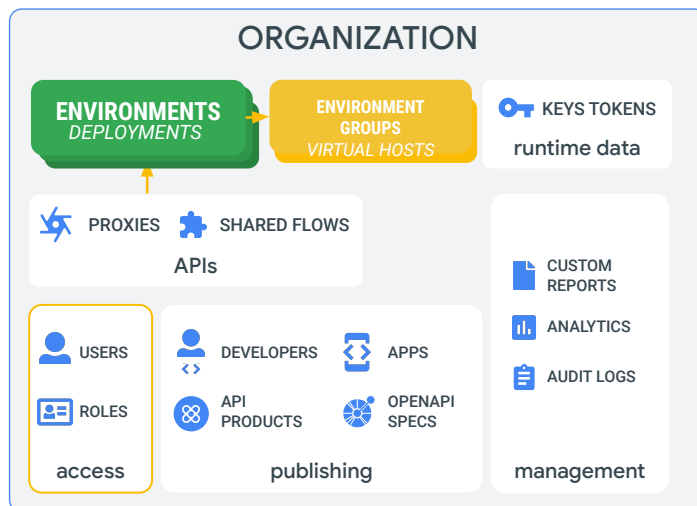 ORGANIZATION
ENVIRONMENTS
DEPLOYMENTS
ENVIRONMENT
GROUPS
VIRTUAL HOSTS
KEYS TOKENS
runtime data
PROXIES
SHARED FLOWS
APIs
CUSTOM
REPORTS
ANALYTICS
AUDIT LOGS
management
USERS
ROLES
access
DEVELOPERS
APPS
API
PRODUCTS
OPENAPI
SPECS
publishing